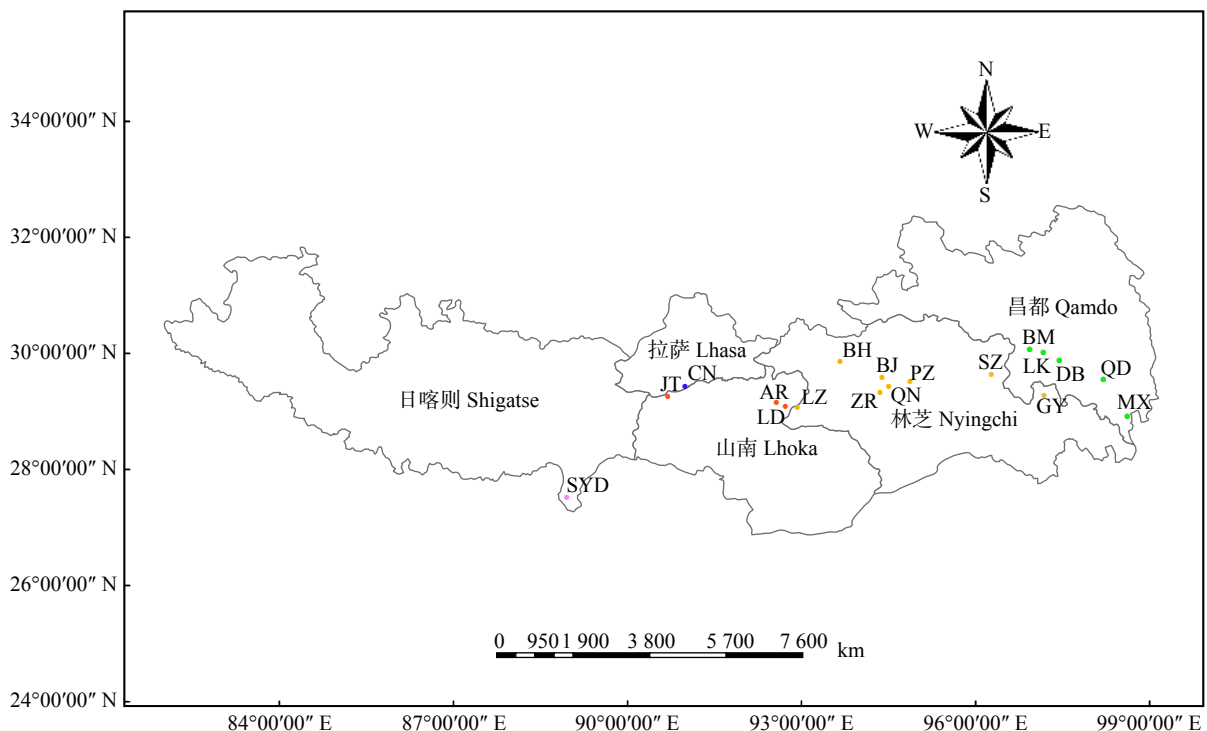 N
34°00′00″ N
W E
S
32°00′00″ N
昌都 Qamdo
BM
30°00′00″ N
拉萨 Lhasa
BH
SZ
LK
DB
QD
CN
BJ
PZ
JT
AR
LZ
ZR
QN
GY
MX
日喀则 Shigatse
LD
林芝 Nyingchi
山南 Lhoka
28°00′00″ N
SYD
26°00′00″ N
0 950 1 900 3 800 5 700 7 600
km
24°00′00″ N
84°00′00″ E 87°00′00″ E 90°00′00″ E 93°00′00″ E 96°00′00″ E 99°00′00″ E